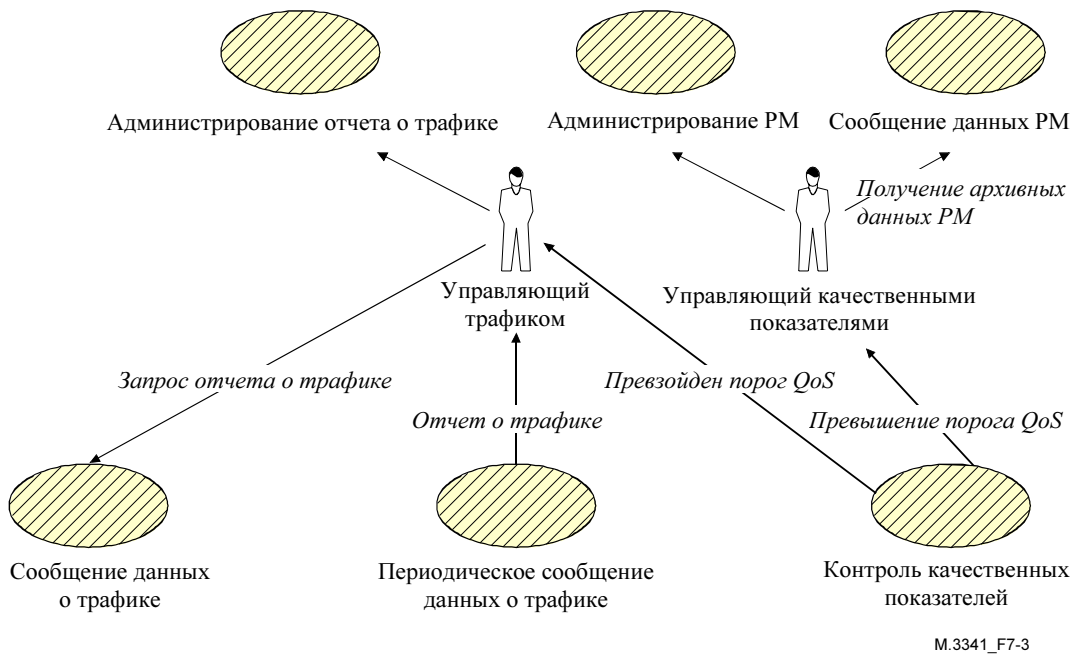 Администрирование отчета о трафике
Администрирование PM
Сообщение данных PM
Получение архивных
данных PM
Управляющий
трафиком
Управляющий качественными
показателями
Запрос отчета о трафике
Превзойден порог QoS
Отчет о трафике
Превышение порога QoS
Сообщение данных
о трафике
Периодическое сообщение
данных о трафике
Контроль качественных
показателей
M.3341_F7-3